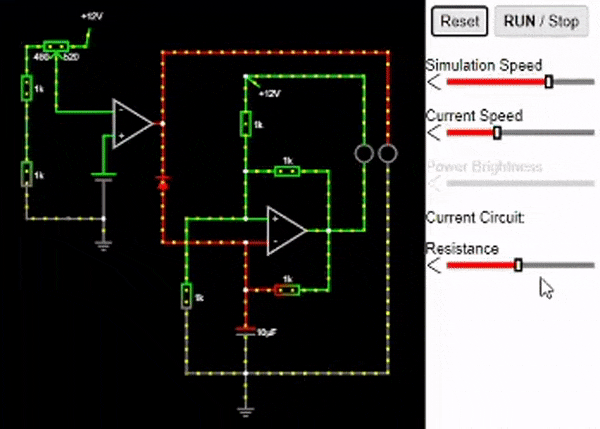 +12V
480 520
1k
1k
+12V
1k
1k
1k
1k
10µF
Reset
RUN / Stop
Simulation Speed
Current Speed
Power Brightness
Current Circuit:
Resistance